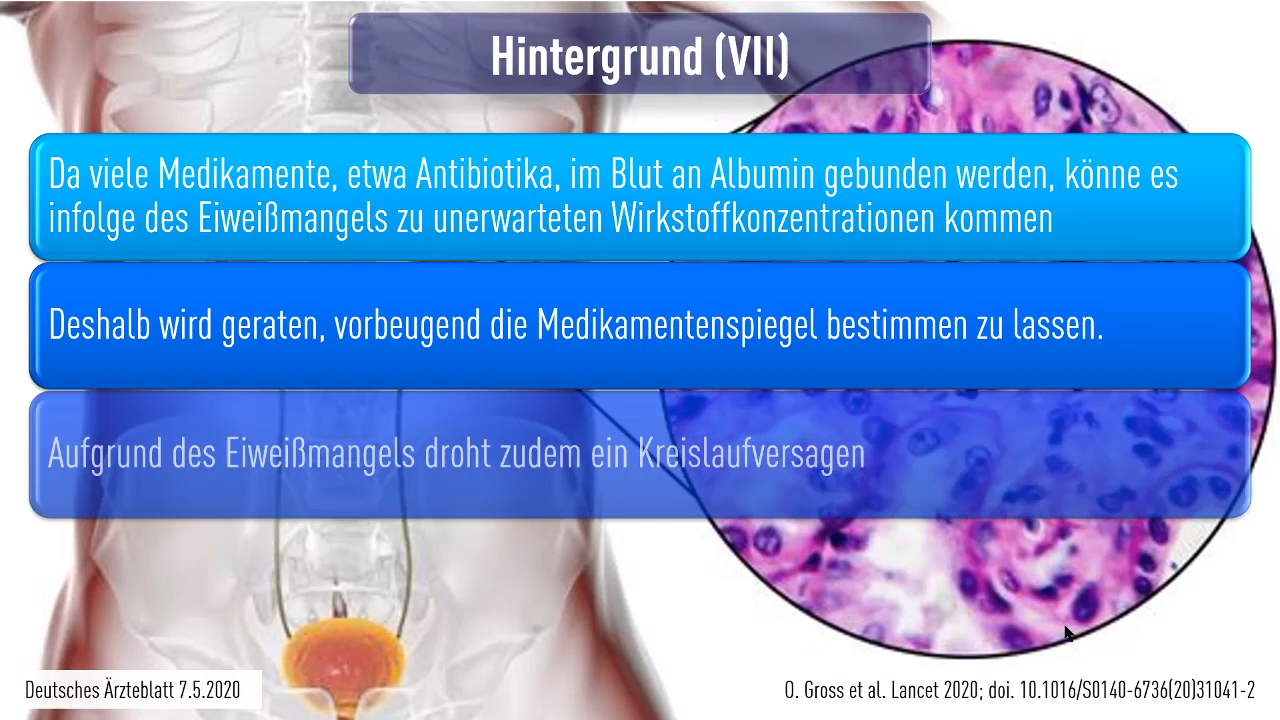 Hintergrund (VII)
Da viele Medikamente, etwa Antibiotika, im Blut an Albumin gebunden werden, könne es
infolge des Eiweißmangels zu unerwarteten Wirkstoffkonzentrationen kommen
Deshalb wird geraten, vorbeugend die Medikamentenspiegel bestimmen zu lassen.
Aufgrund des Eiweißmangels droht zudem ein Kreislaufversagen
Deutsches Ärzteblatt 7.5.2020
O. Gross et al. Lancet 2020; doi. 10.1016/S0140-6736(20)31041-2